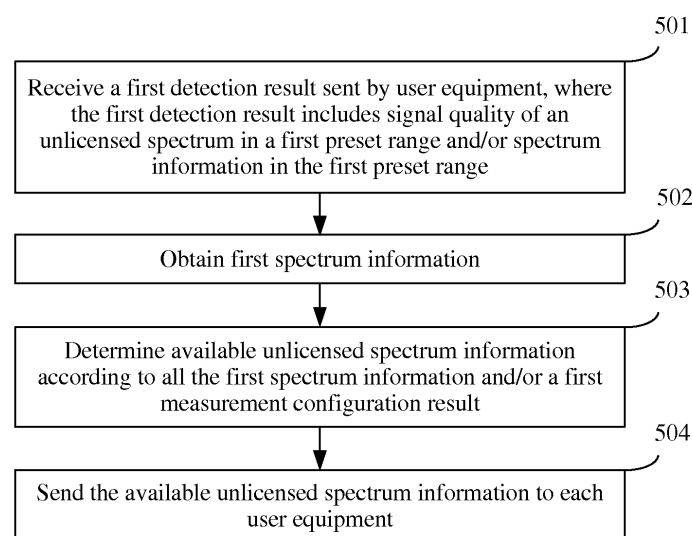 501
Receive a first detection result sent by user equipment, where
the first detection result includes signal quality of an
unlicensed spectrum in a first preset range and/or spectrum
information in the first preset range
502
Obtain first spectrum information
503
Determine available unlicensed spectrum information
according to all the first spectrum information and/or a first
measurement configuration result
504
Send the available unlicensed spectrum information to each
user equipment